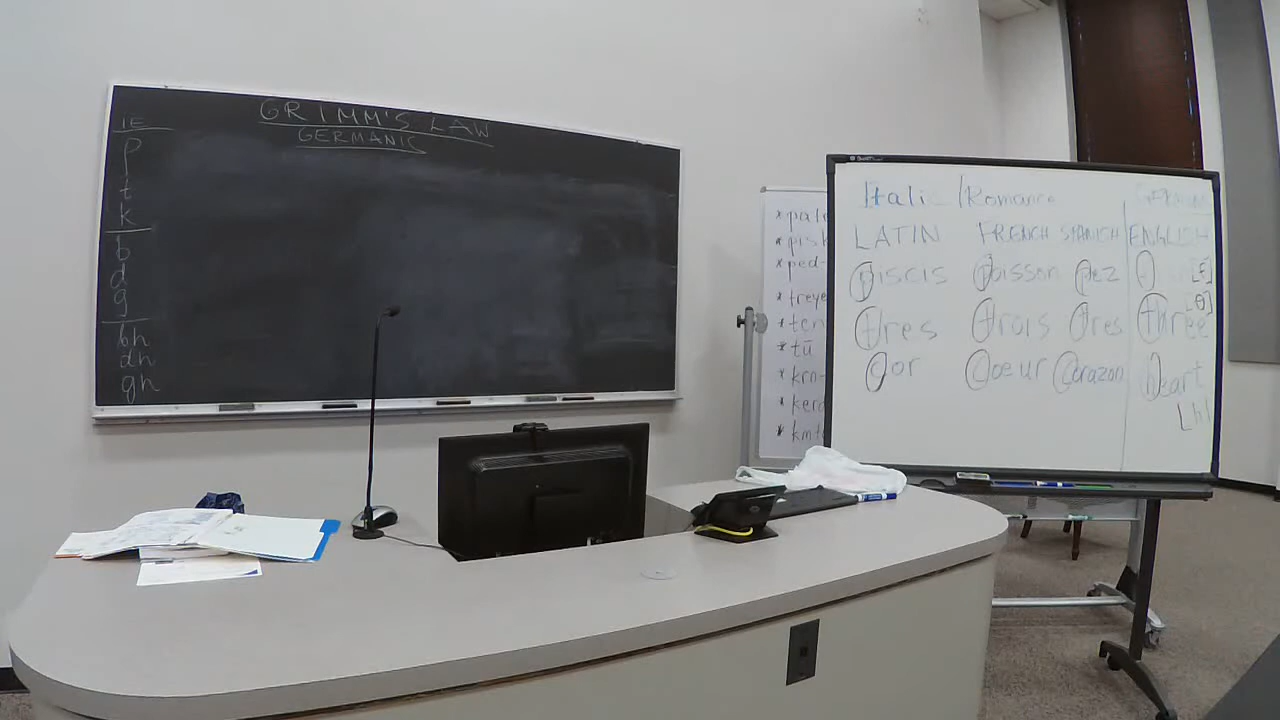 GRIMM'S LAW
GERMANIC
IE
p
t
k
b
d
g
bh
dh
gh
*pate
*pisk
*ped-
*treye
*ten
*tū
*krn-
*kerd
*kmt
Italic/Romance
LATIN FRENCH SPANISH ENGLISH
piscis poisson pez [f]
tres trois tres three [θ]
cor coeur corazon heart
[h]